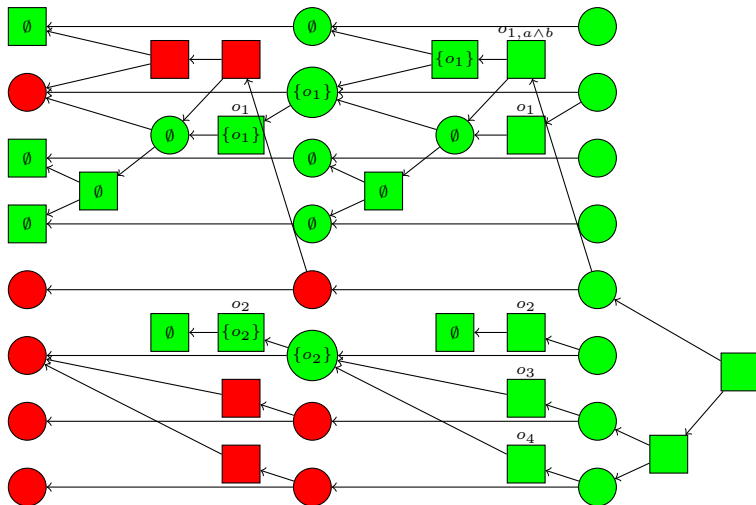 ∅ ∅
o₁,ₐ∧b
{o₁}
{o₁}
o₁ o₁
∅ {o₁} ∅
∅ ∅
∅ ∅
∅ ∅
o₂ o₂
∅ {o₂} ∅
{o₂}
o₃
o₄